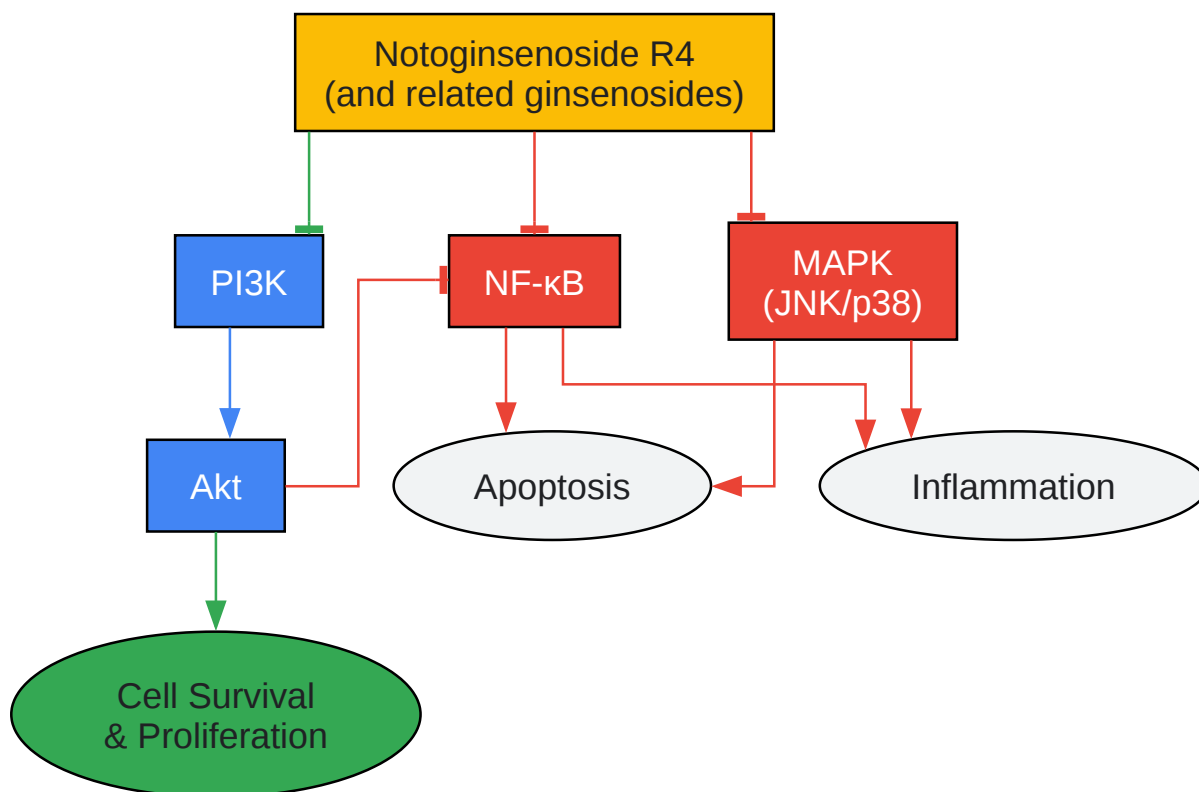 Notoginsenoside R4
(and related ginsenosides)
PI3K
NF-κB
MAPK
(JNK/p38)
Akt
Apoptosis
Inflammation
Cell Survival
& Proliferation